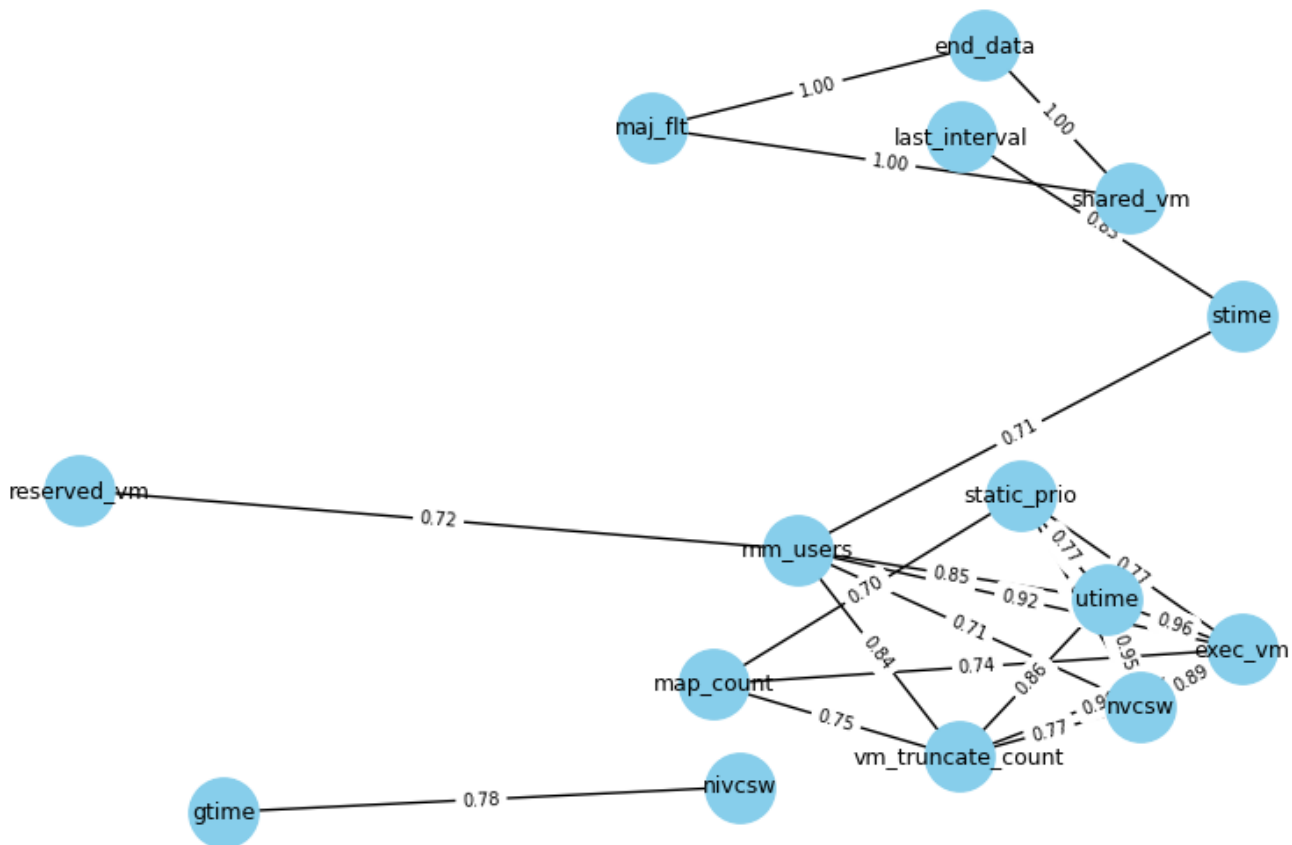 end_data
1.00
maj_flt
last_interval
1.00
1.00
shared_vm
stime
0.71
reserved_vm
0.72
static_prio
mm_users
0.77
0.77
0.85
0.70
0.92
utime
0.96
0.71
0.84
0.95
exec_vm
map_count
0.74
0.86
0.89
0.75
0.77
nvcsw
vm_truncate_count
nivcsw
gtime
0.78